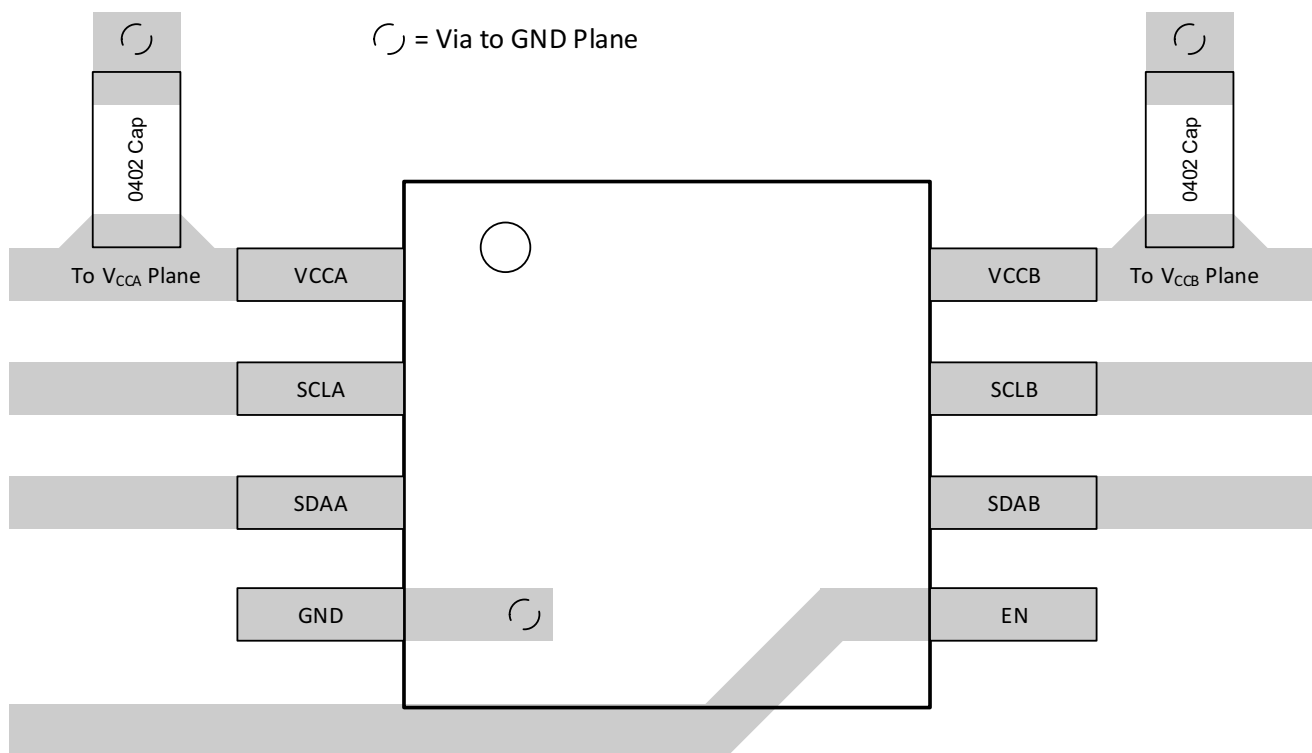 = Via to GND Plane
0402 Cap
0402 Cap
To VCCA Plane
VCCA
VCCB
To VCCB Plane
SCLA
SCLB
SDAA
SDAB
GND
EN